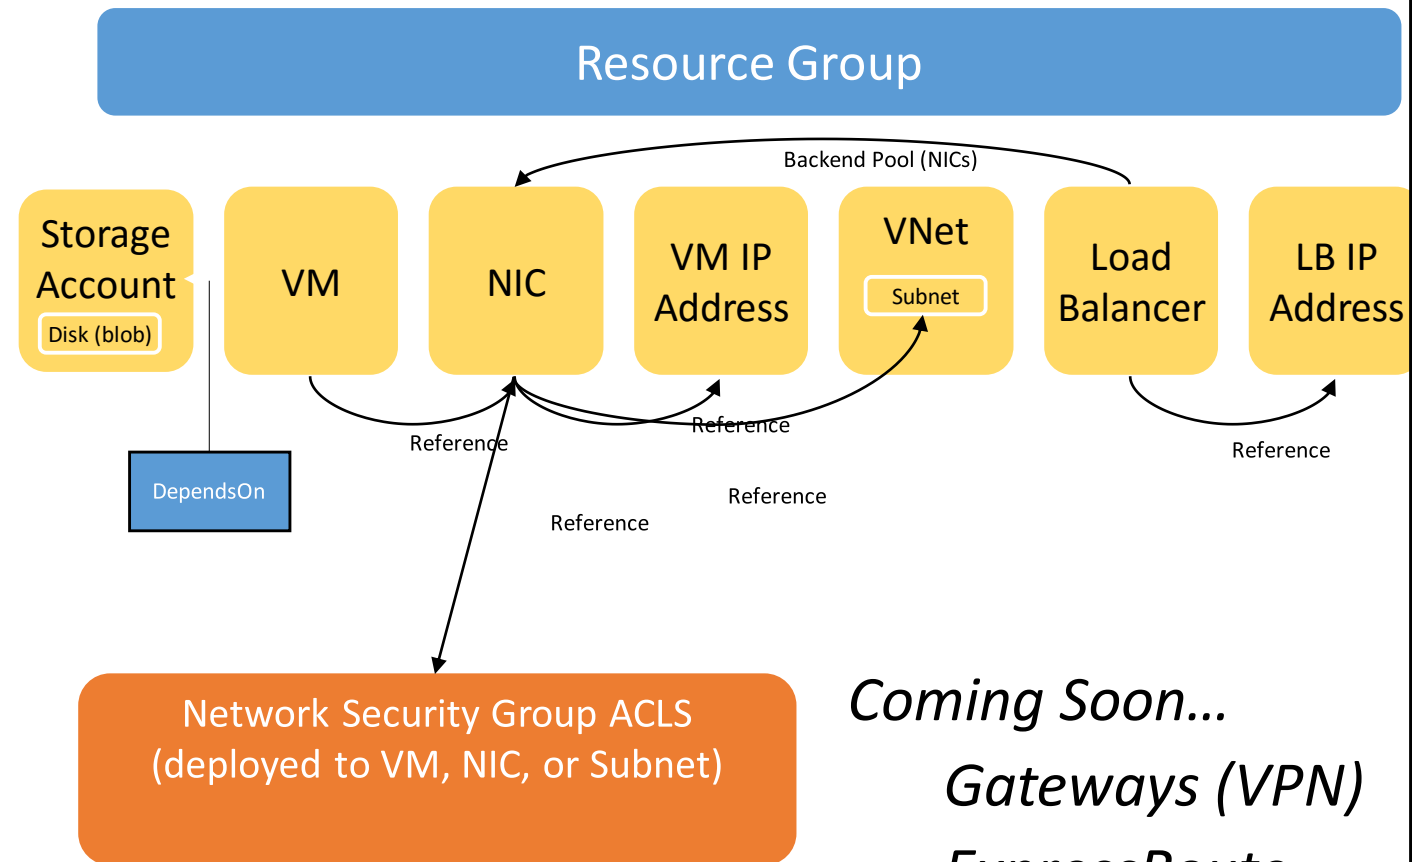 Resource Group
Backend Pool (NICs)
Storage
Account
Disk (blob)
VM
NIC
VM IP
Address
VNet
Subnet
Load
Balancer
LB IP
Address
Reference
Reference
Reference
DependsOn
Reference
Reference
Network Security Group ACLS
(deployed to VM, NIC, or Subnet)
Coming Soon...
Gateways (VPN)
ExpressRoute